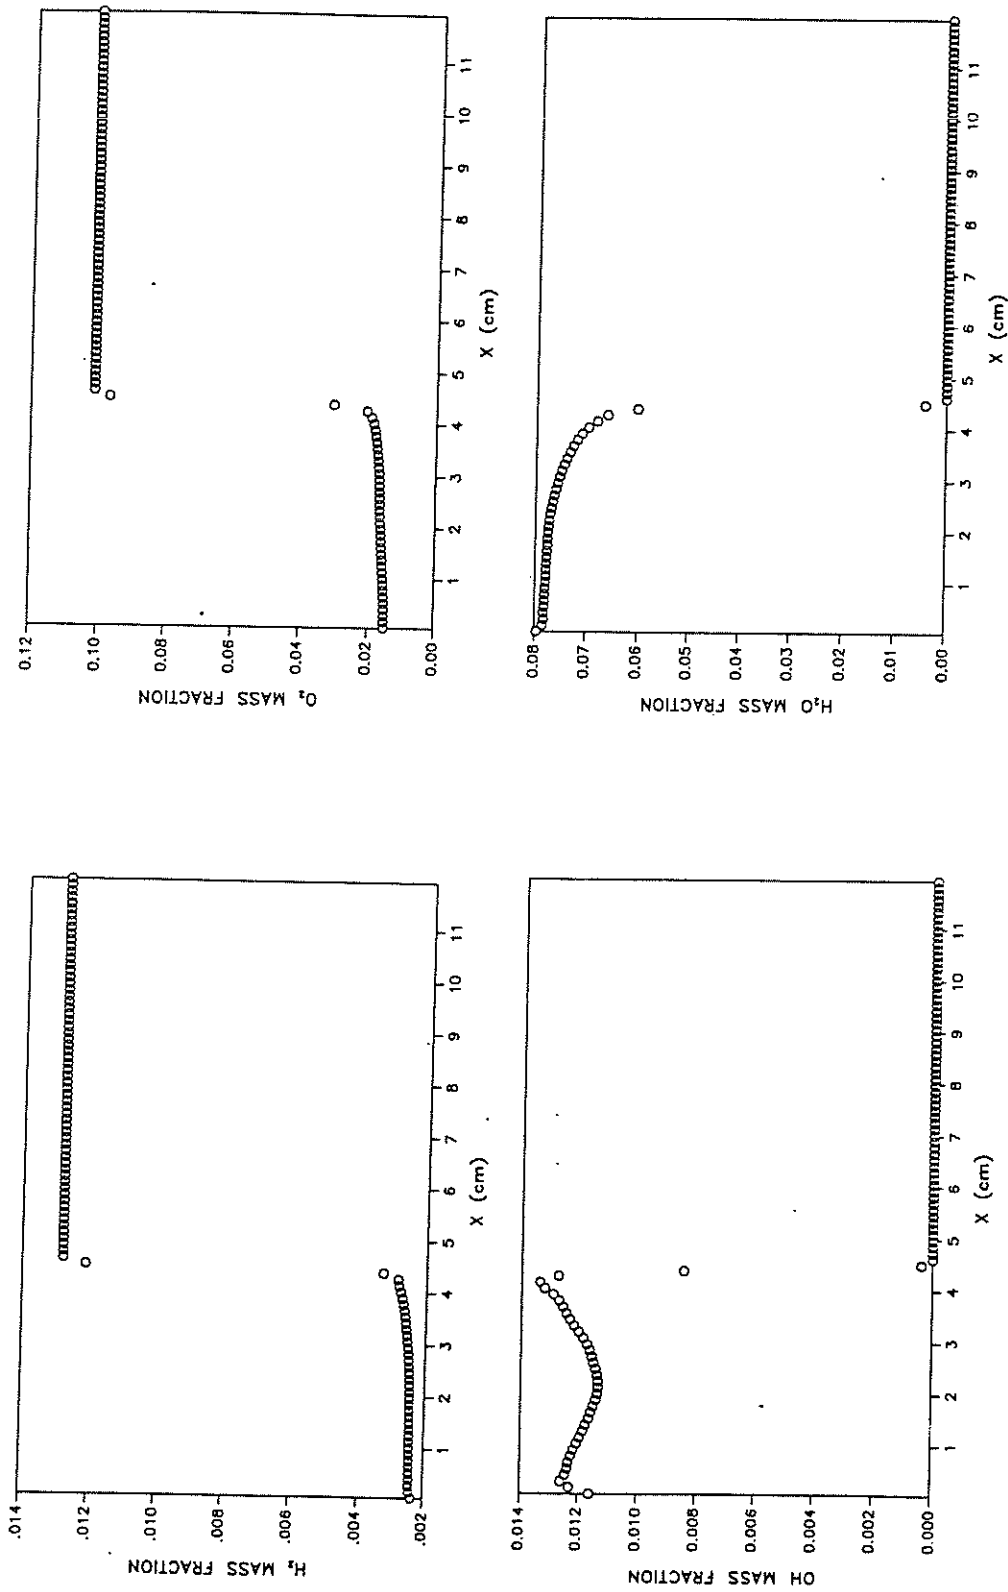 0.12
0.10
0.08
0.06
0.04
0.02
0.00
O₂ MASS FRACTION
1 2 3 4 5 6 7 8 9 10 11
X (cm)
0.08
0.07
0.06
0.05
0.04
0.03
0.02
0.01
0.00
H₂O MASS FRACTION
1 2 3 4 5 6 7 8 9 10 11
X (cm)
.014
.012
.010
.008
.006
.004
.002
H₂ MASS FRACTION
1 2 3 4 5 6 7 8 9 10 11
X (cm)
0.014
0.012
0.010
0.008
0.006
0.004
0.002
0.000
OH MASS FRACTION
1 2 3 4 5 6 7 8 9 10 11
X (cm)